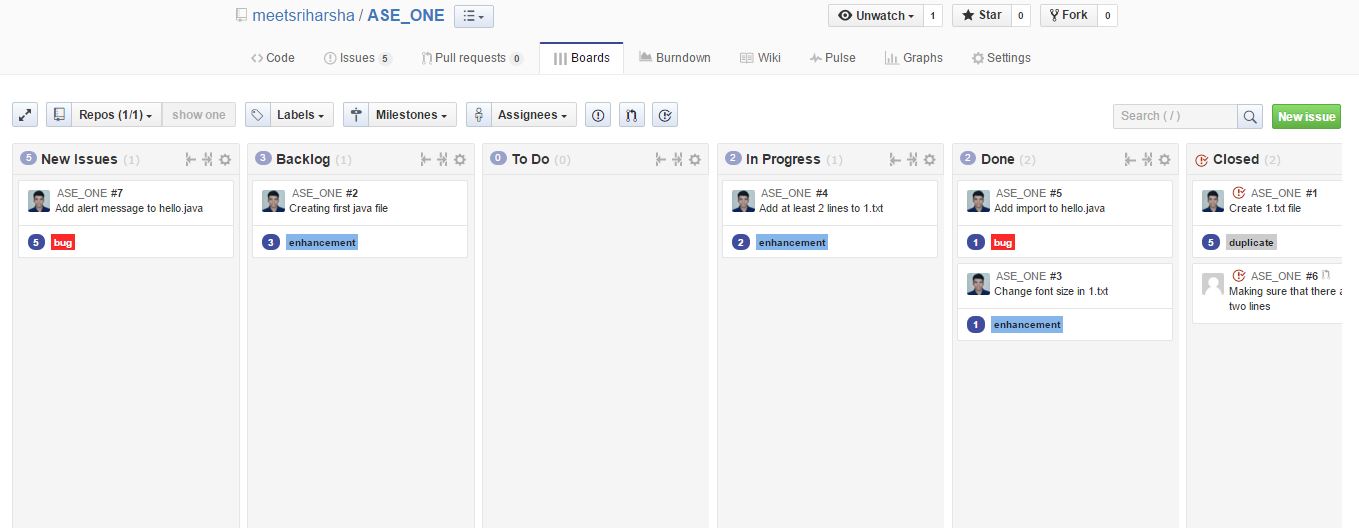 meetsriharsha / ASE_ONE
Unwatch 1 Star 0 Fork 0
Code Issues 5 Pull requests 0 Boards Burndown Wiki Pulse Graphs Settings
Repos (1/1) show one Labels Milestones Assignees Search ( / ) New issue
5 New Issues (1)
ASE_ONE #7
Add alert message to hello.java
5 bug
3 Backlog (1)
ASE_ONE #2
Creating first java file
3 enhancement
0 To Do (0)
2 In Progress (1)
ASE_ONE #4
Add at least 2 lines to 1.txt
2 enhancement
2 Done (2)
ASE_ONE #5
Add import to hello.java
1 bug
ASE_ONE #3
Change font size in 1.txt
1 enhancement
Closed (2)
ASE_ONE #1
Create 1.txt file
5 duplicate
ASE_ONE #6
Making sure that there
two lines